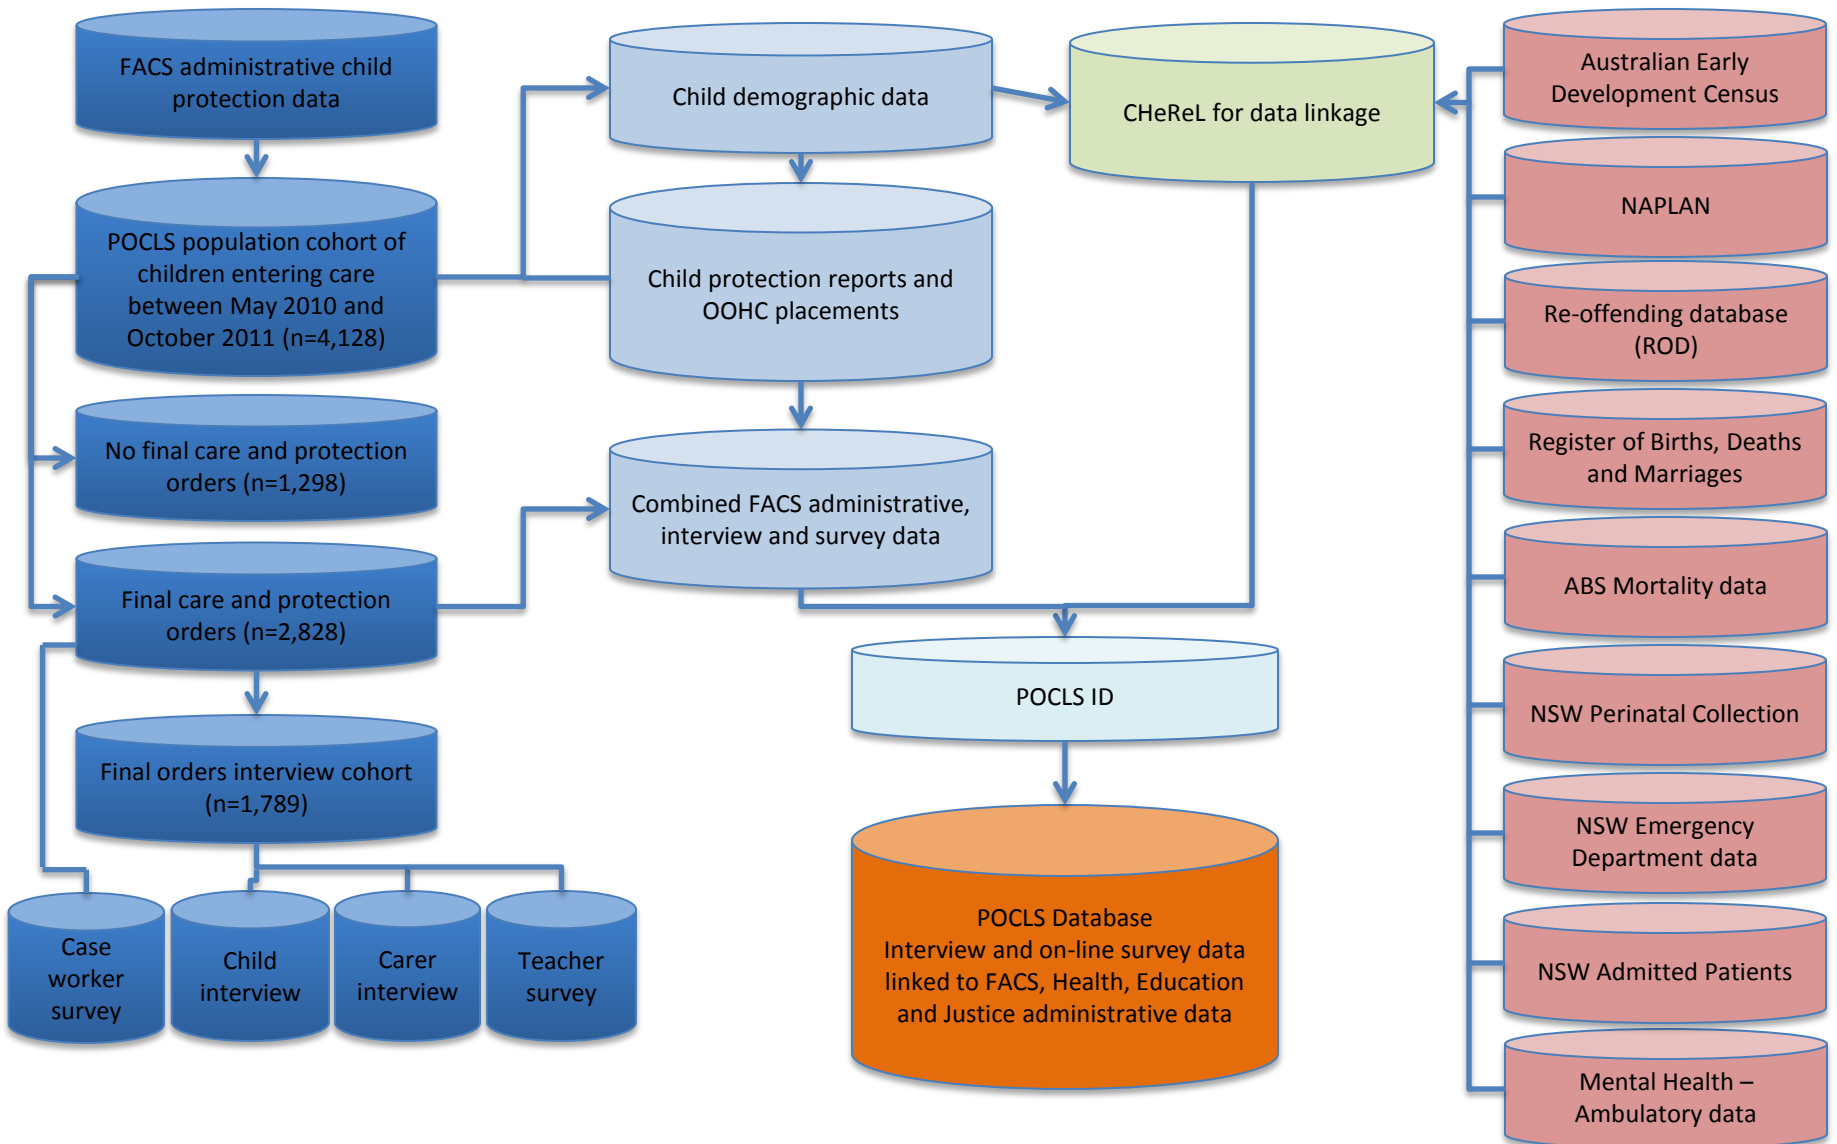 FACS administrative child
protection data
POCLS population cohort of
children entering care
between May 2010 and
October 2011 (n=4,128)
No final care and protection
orders (n=1,298)
Final care and protection
orders (n=2,828)
Final orders interview cohort
(n=1,789)
Case
worker
survey
Child
interview
Carer
interview
Teacher
survey
Child demographic data
Child protection reports and
OOHC placements
Combined FACS administrative,
interview and survey data
CHeReL for data linkage
POCLS ID
POCLS Database
Interview and on-line survey data
linked to FACS, Health, Education
and Justice administrative data
Australian Early
Development Census
NAPLAN
Re-offending database
(ROD)
Register of Births, Deaths
and Marriages
ABS Mortality data
NSW Perinatal Collection
NSW Emergency
Department data
NSW Admitted Patients
Mental Health –
Ambulatory data